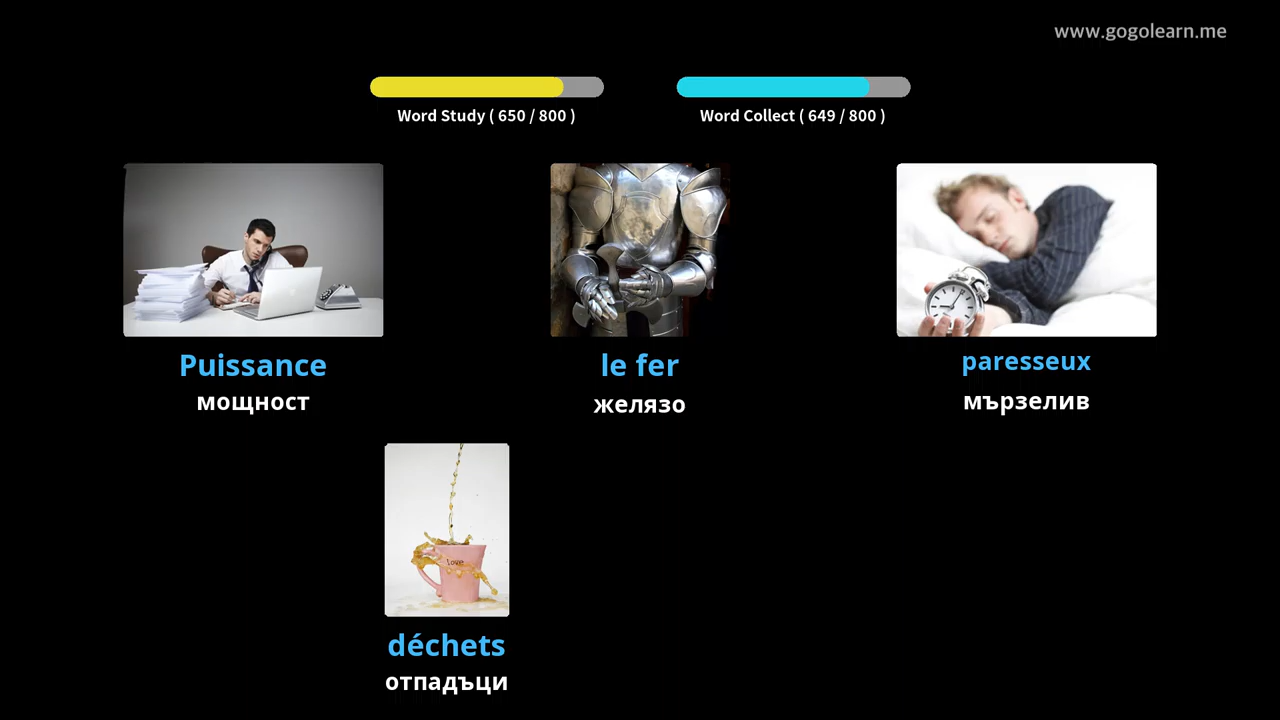 www.gogolearn.me
Word Study ( 650 / 800 )
Word Collect ( 649 / 800 )
Puissance
мощност
le fer
желязо
paresseux
мързелив
love
déchets
отпадъци